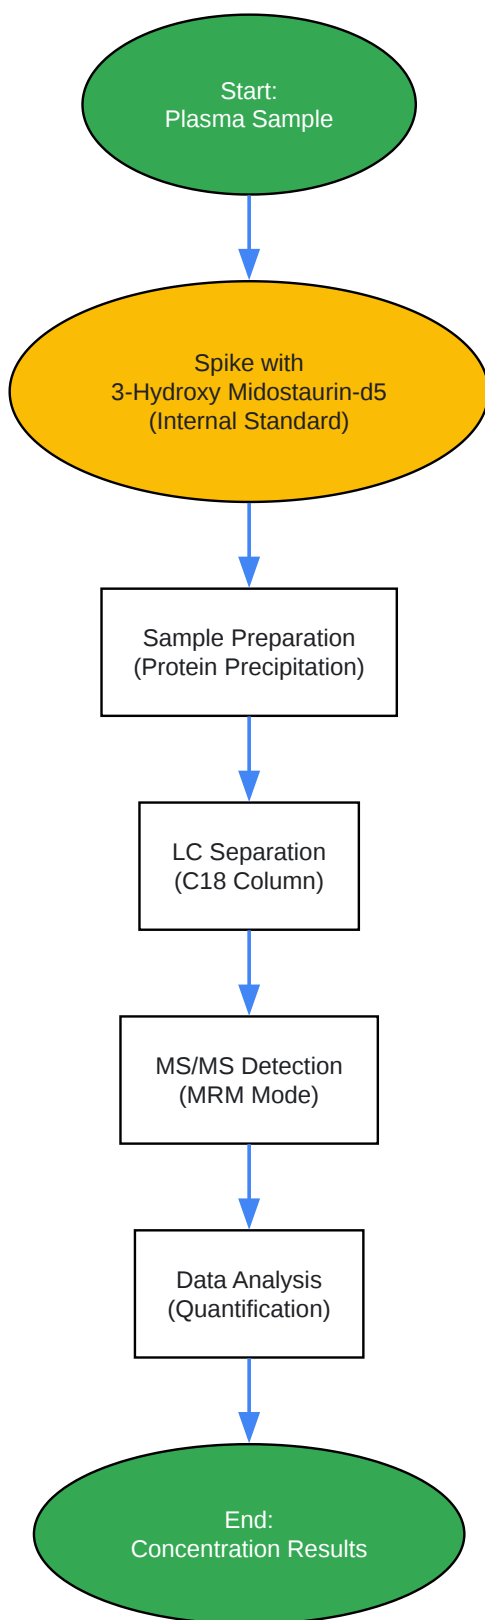 Start:
Plasma Sample
Spike with
3-Hydroxy Midostaurin-d5
(Internal Standard)
Sample Preparation
(Protein Precipitation)
LC Separation
(C18 Column)
MS/MS Detection
(MRM Mode)
Data Analysis
(Quantification)
End:
Concentration Results